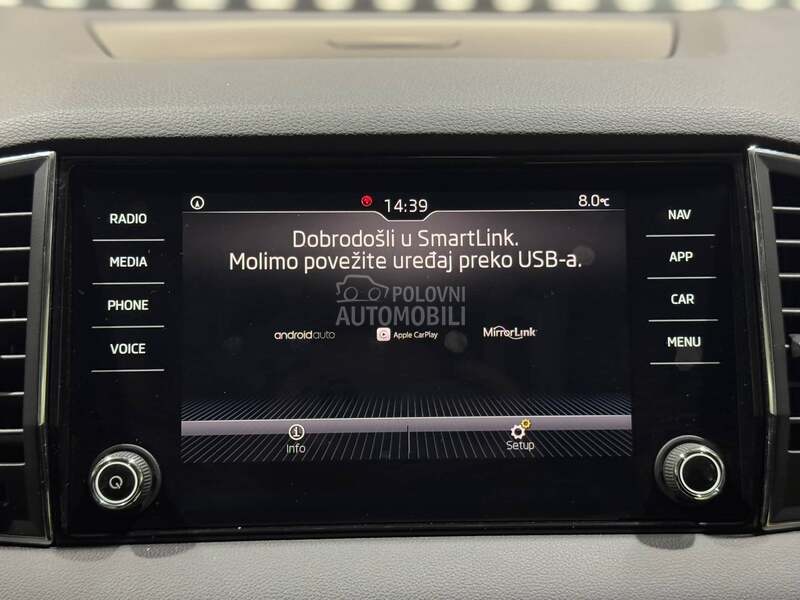 RADIO
MEDIA
PHONE
VOICE
14:39
8.0°C
Dobrodošli u SmartLink.
Molimo povežite uređaj preko USB-a.
POLOVNI
AUTOMOBILI
androidauto
Apple CarPlay
MirrorLink
Info
Setup
NAV
APP
CAR
MENU